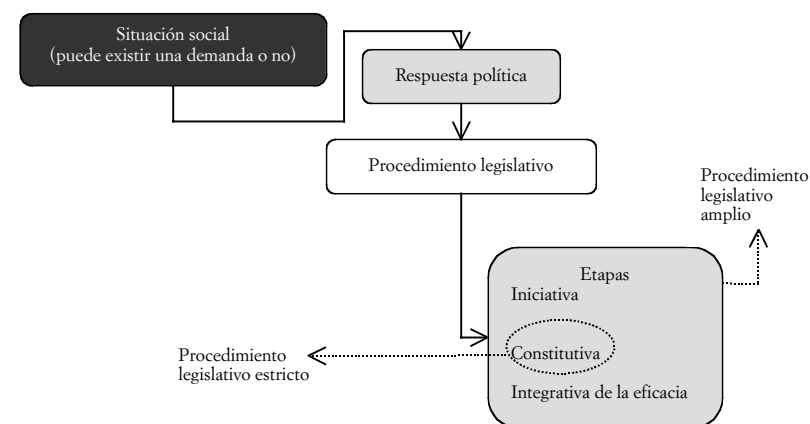 Situación social
(puede existir una demanda o no)
Respuesta política
Procedimiento legislativo
Procedimiento
legislativo
amplio
Etapas
Iniciativa
Constitutiva
Procedimiento
legislativo estricto
Integrativa de la eficacia